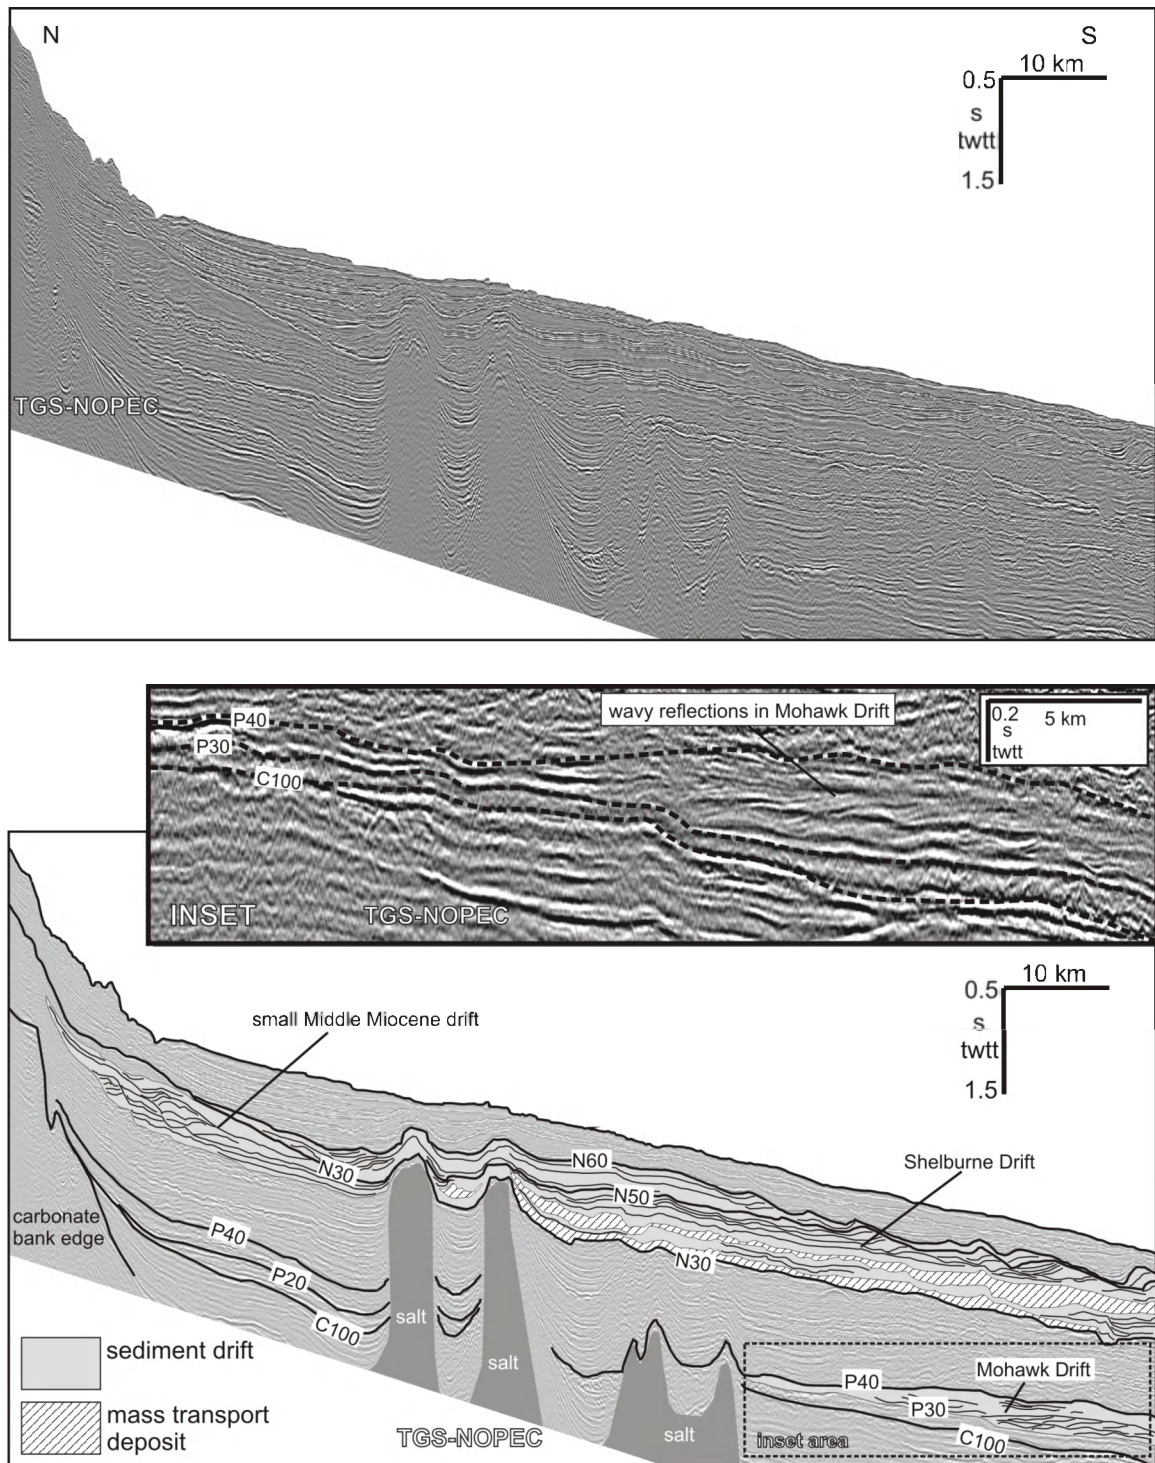 N
S
10 km
0.5
s
twtt
1.5
TGS-NOPEC
P40
wavy reflections in Mohawk Drift
0.2
s
twtt
5 km
P30
C100
INSET
TGS-NOPEC
10 km
0.5
s
twtt
1.5
small Middle Miocene drift
N60
Shelburne Drift
N30
N50
carbonate
bank edge
P40
N30
P20
C100
salt
salt
sediment drift
P40
Mohawk Drift
P30
mass transport
deposit
TGS-NOPEC
salt
inset area
C100